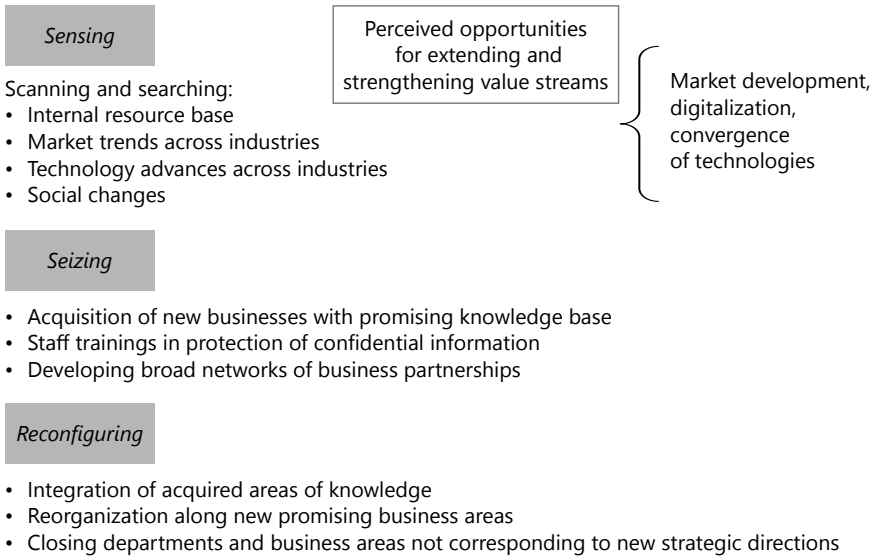 Sensing
Perceived opportunities
for extending and
strengthening value streams
Market development,
digitalization,
convergence
of technologies
Scanning and searching:
• Internal resource base
• Market trends across industries
• Technology advances across industries
• Social changes
Seizing
• Acquisition of new businesses with promising knowledge base
• Staff trainings in protection of confidential information
• Developing broad networks of business partnerships
Reconfiguring
• Integration of acquired areas of knowledge
• Reorganization along new promising business areas
• Closing departments and business areas not corresponding to new strategic directions